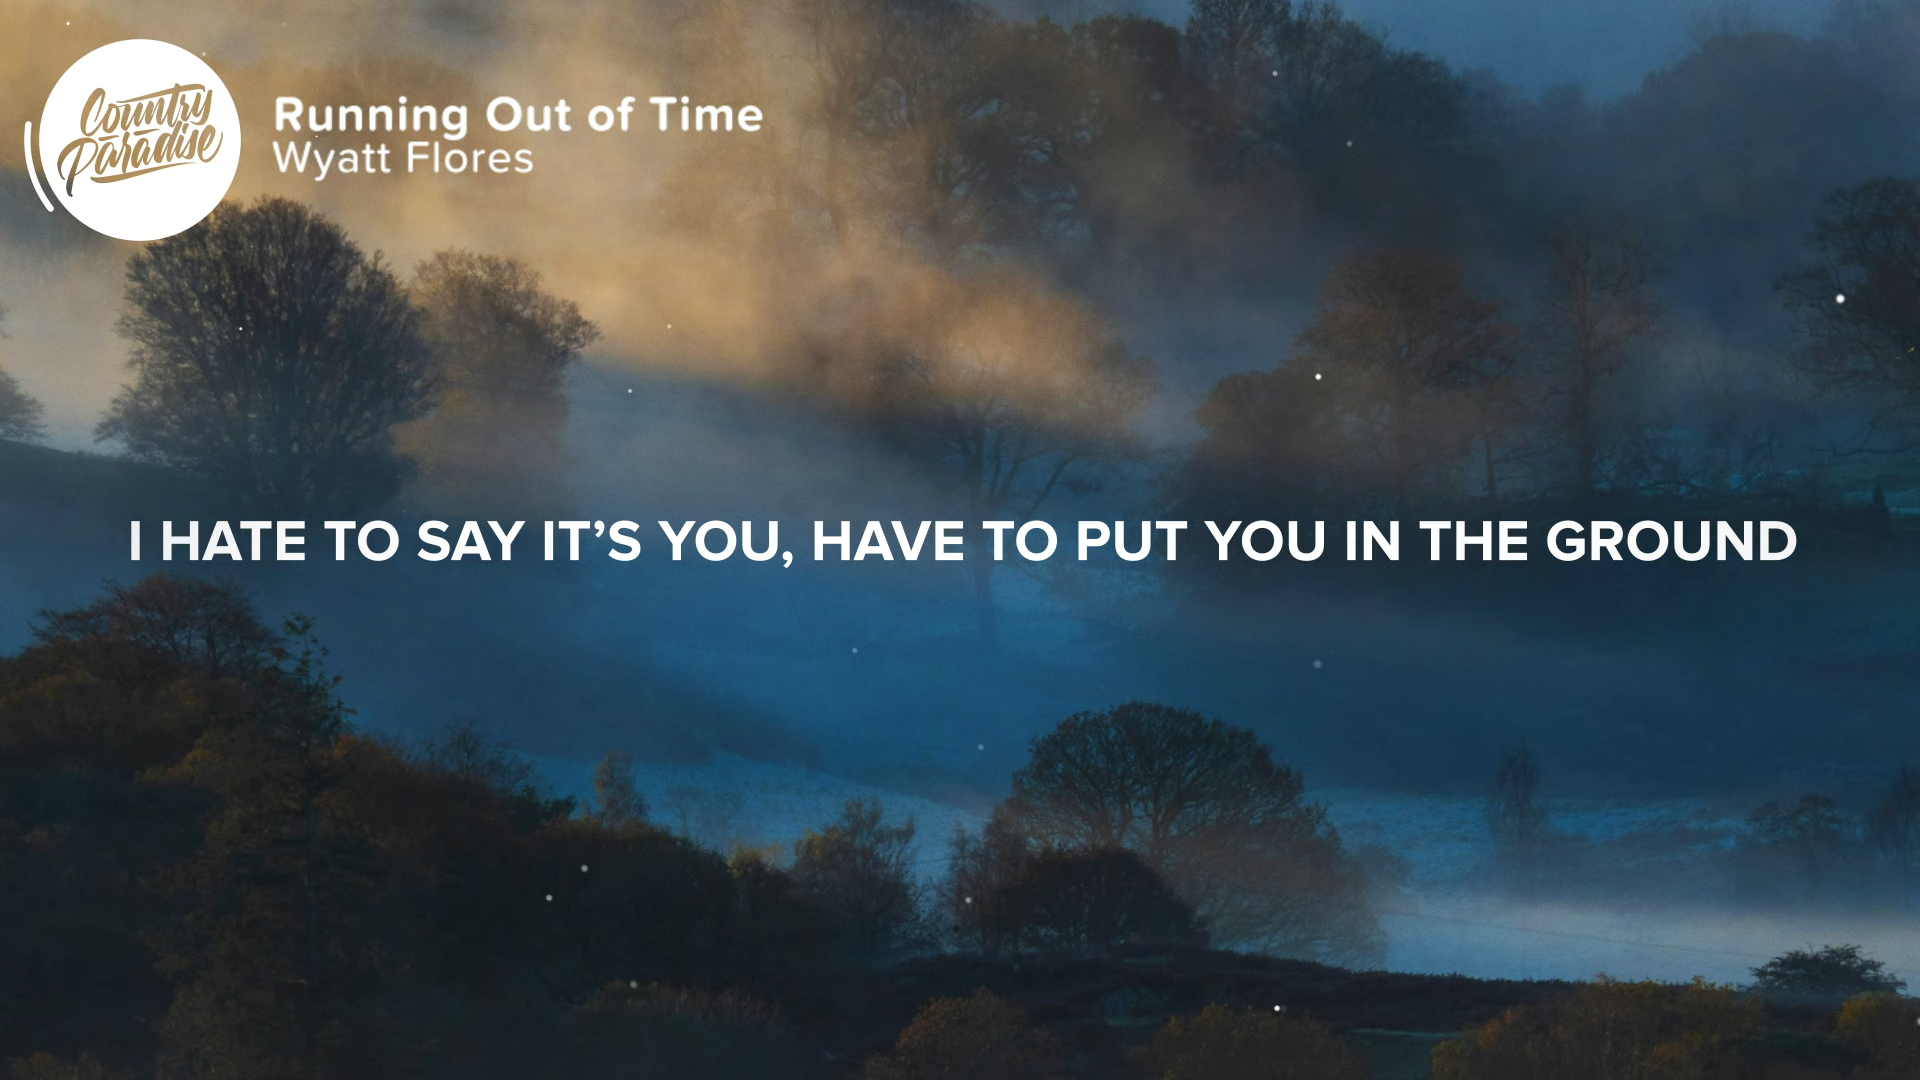 Country
Paradise
Running Out of Time
Wyatt Flores
I HATE TO SAY IT’S YOU, HAVE TO PUT YOU IN THE GROUND